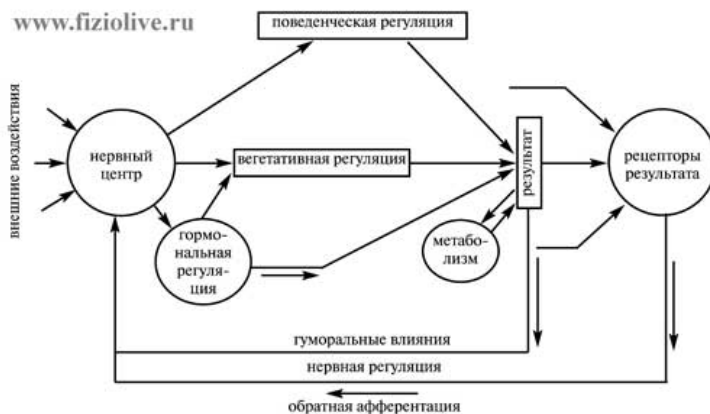 www.fiziolive.ru
поведенческая регуляция
внешние воздействия
нервный
центр
вегетативная регуляция
результат
рецепторы
результата
гормо-
нальная
регуля-
ция
метабо-
лизм
гуморальные влияния
нервная регуляция
обратная афферентация